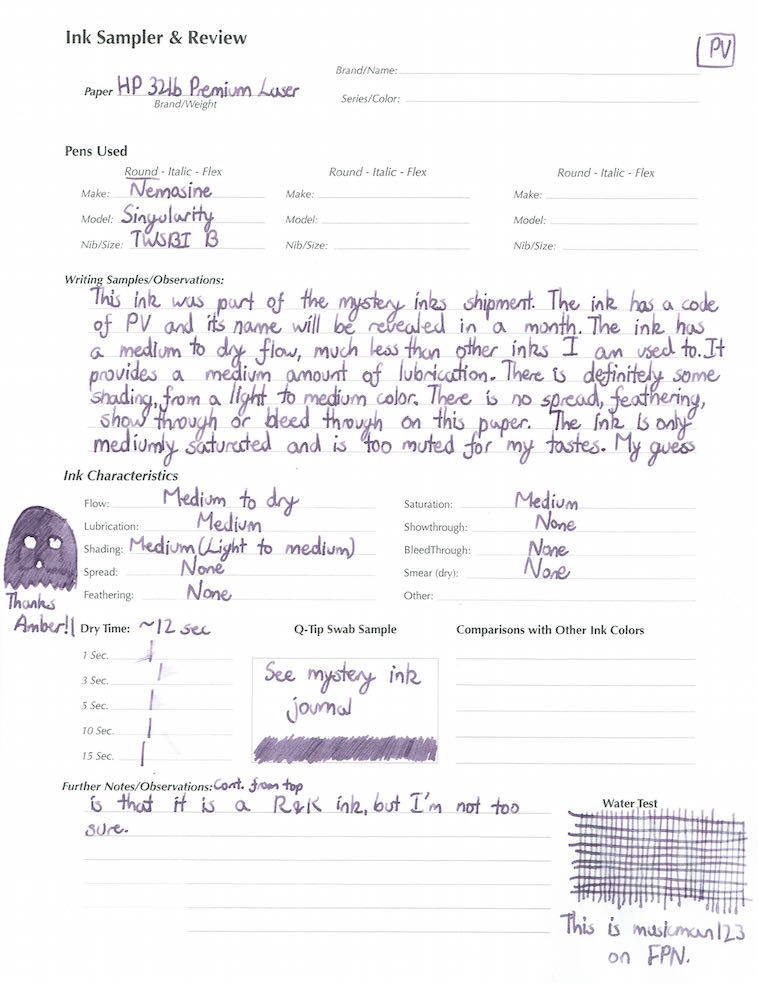 Ink Sampler & Review
PV
Brand/Name:
Paper HP 32lb Premium Laser
Brand/Weight
Series/Color:
Pens Used
Round - Italic - Flex
Round - Italic - Flex
Round - Italic - Flex
Make: Nemosine
Make:
Make:
Model: Singularity
Model:
Model:
Nib/Size: TWSBI B
Nib/Size:
Nib/Size:
Writing Samples/Observations:
This ink was part of the mystery inks shipment. The ink has a code
of PV and its name will be revealed in a month. The ink has
a medium to dry flow, much less than other inks I am used to. It
provides a medium amount of lubrication. There is definitely some
shading, from a light to medium color. There is no spread, feathering,
show through or bleed through on this paper. The ink is only
mediumly saturated and is too muted for my tastes. My guess
Ink Characteristics
Flow: Medium to dry
Saturation: Medium
Lubrication: Medium
Showthrough: None
Shading: Medium (Light to medium)
BleedThrough: None
Spread: None
Smear (dry): None
Feathering: None
Other:
Thanks
Amber!!
Dry Time: ~12 sec
Q-Tip Swab Sample
Comparisons with Other Ink Colors
1 Sec.
3 Sec.
5 Sec.
10 Sec.
15 Sec.
See mystery ink
journal
Further Notes/Observations: Cont. from top
is that it is a R&K ink, but I'm not too
sure.
Water Test
This is musicman123
on FPN.